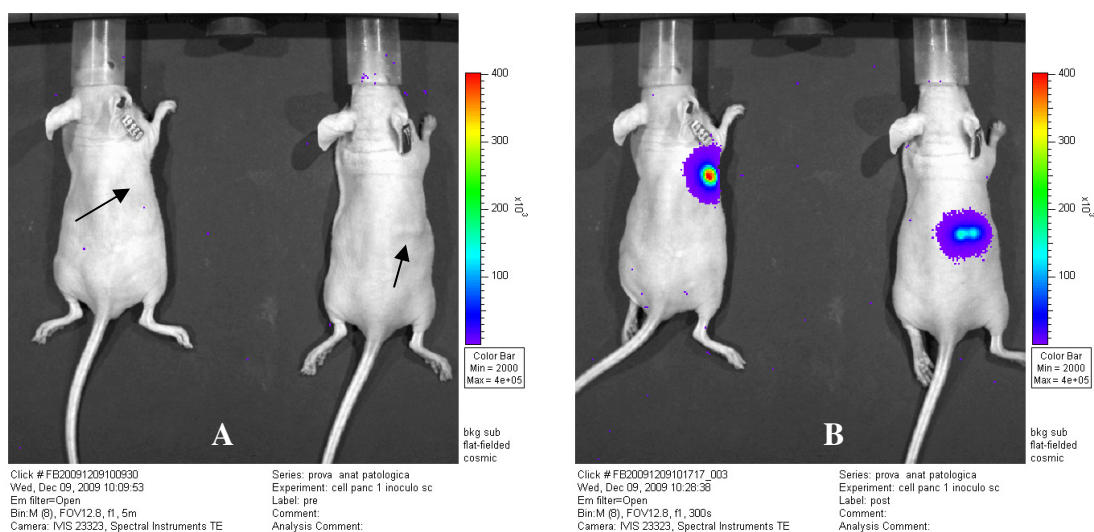 400
300
200
100
x10³
Color Bar
Min = 2000
Max = 4e+05
bkg sub
flat-fielded
cosmic
A
Click # FB20091209100930
Wed, Dec 09, 2009 10:09:53
Em filter=Open
Bin:M (8), FOV12.8, f1, 5m
Camera: IVIS 23323, Spectral Instruments TE
Series: prova anat patologica
Experiment: cell panc 1 inoculo sc
Label: pre
Comment:
Analysis Comment:
400
300
200
100
x10³
Color Bar
Min = 2000
Max = 4e+05
bkg sub
flat-fielded
cosmic
B
Click # FB20091209101717_003
Wed, Dec 09, 2009 10:28:38
Em filter=Open
Bin:M (8), FOV12.8, f1, 300s
Camera: IVIS 23323, Spectral Instruments TE
Series: prova anat patologica
Experiment: cell panc 1 inoculo sc
Label: post
Comment:
Analysis Comment: